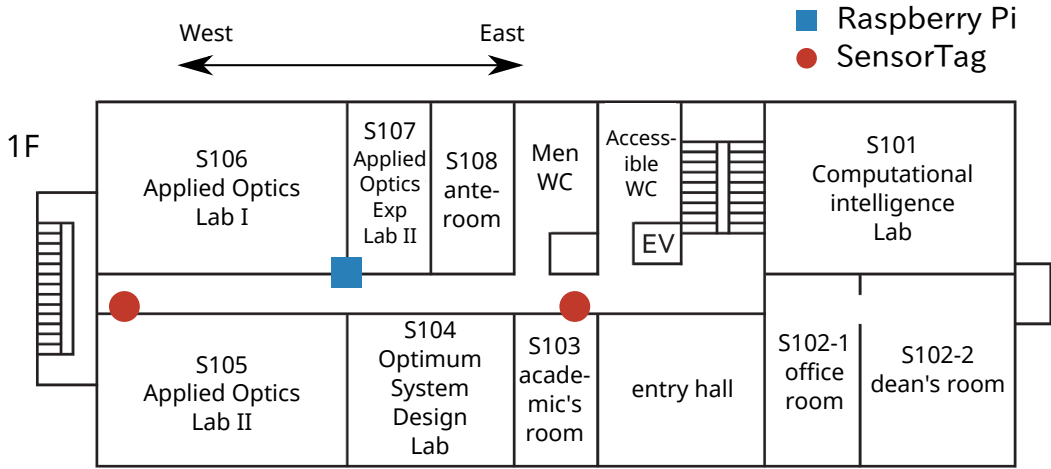 Raspberry Pi
SensorTag
West
East
1F
S106
Applied Optics
Lab I
S107
Applied
Optics
Exp
Lab II
S108
ante-
room
Men
WC
Access-
ible
WC
EV
S101
Computational
intelligence
Lab
S105
Applied Optics
Lab II
S104
Optimum
System
Design
Lab
S103
acade-
mic's
room
entry hall
S102-1
office
room
S102-2
dean's room